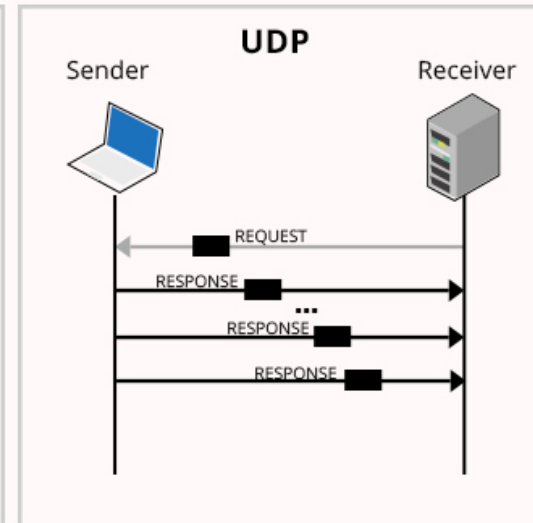 UDP
Sender
Receiver
REQUEST
RESPONSE
...
RESPONSE
RESPONSE